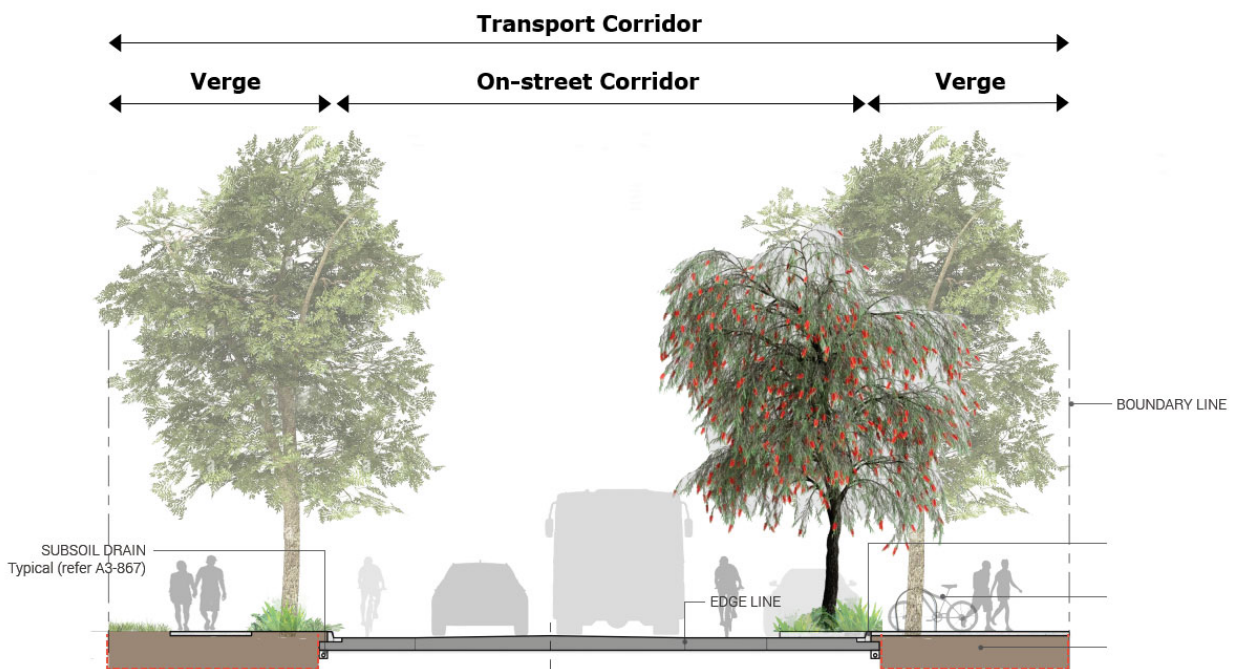 Transport Corridor
Verge
On-street Corridor
Verge
BOUNDARY LINE
SUBSOIL DRAIN
Typical (refer A3-867)
EDGE LINE